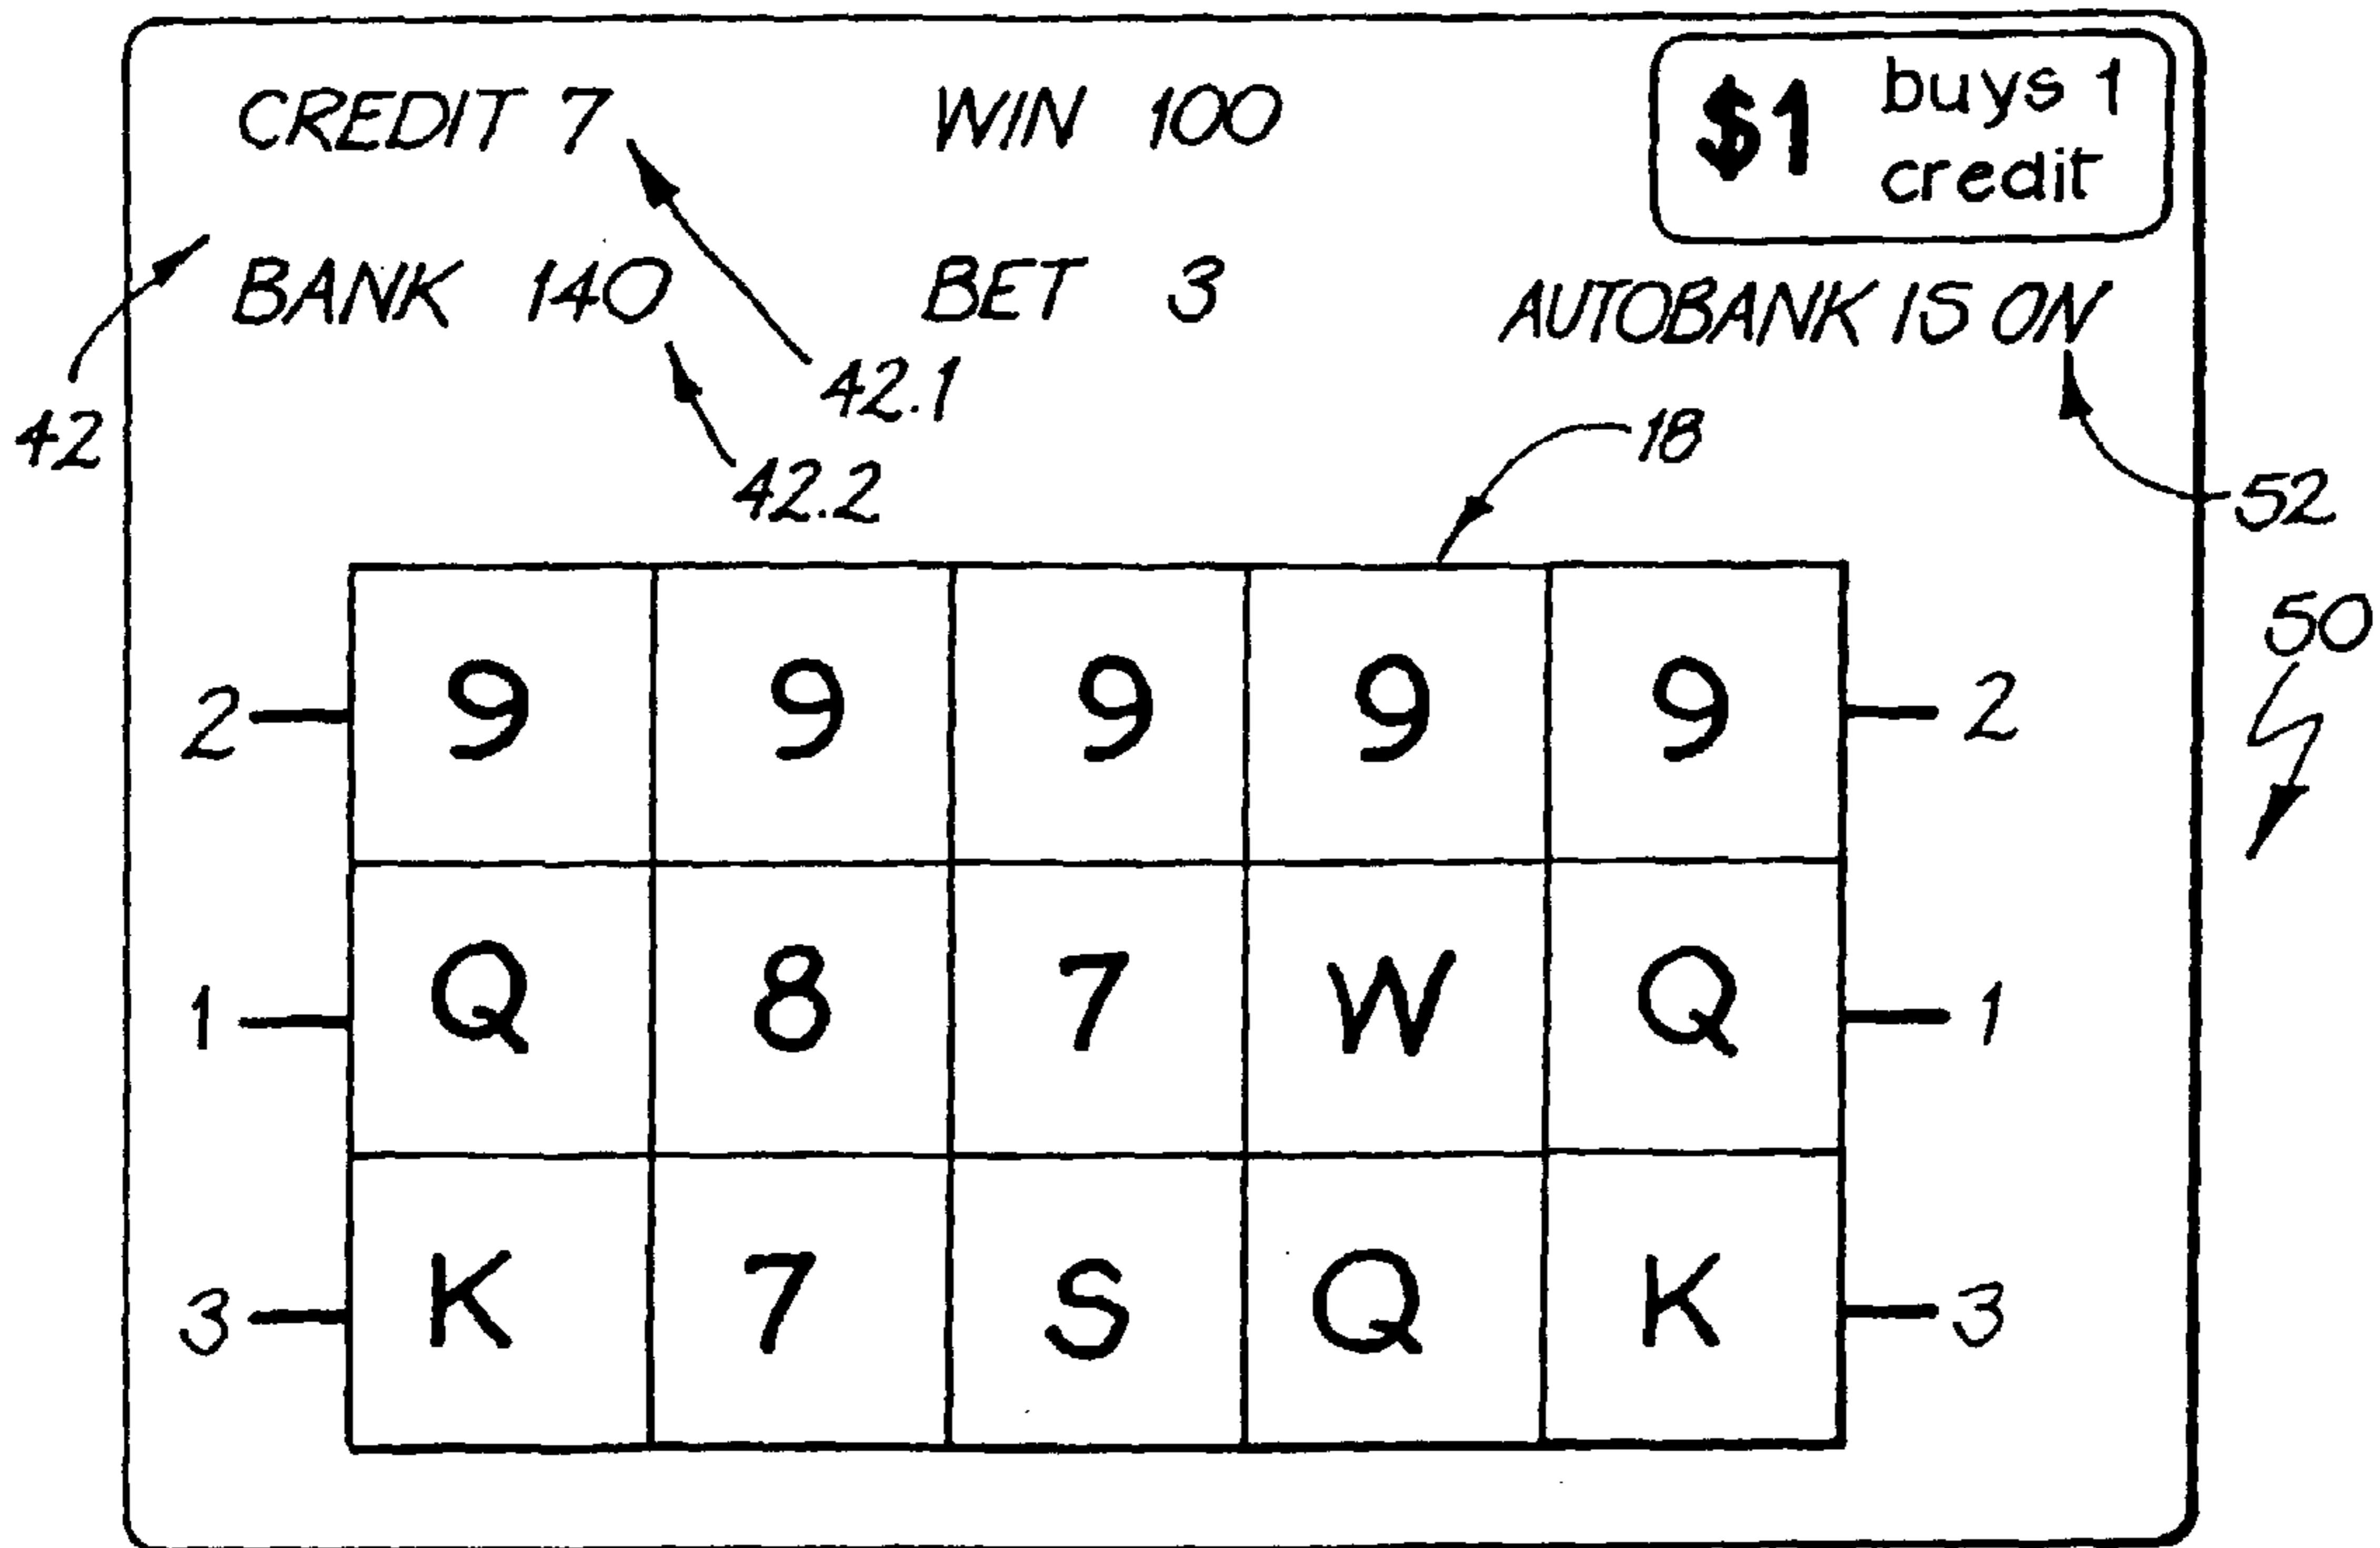 CREDIT 7 WIN 100 $1 buys 1
credit
BANK 140 BET 3 AUTOBANK IS ON
42 42.1
18
42.2 52
50
2 9 9 9 9 9 2
1 Q 8 7 W Q 1
3 K 7 S Q K 3